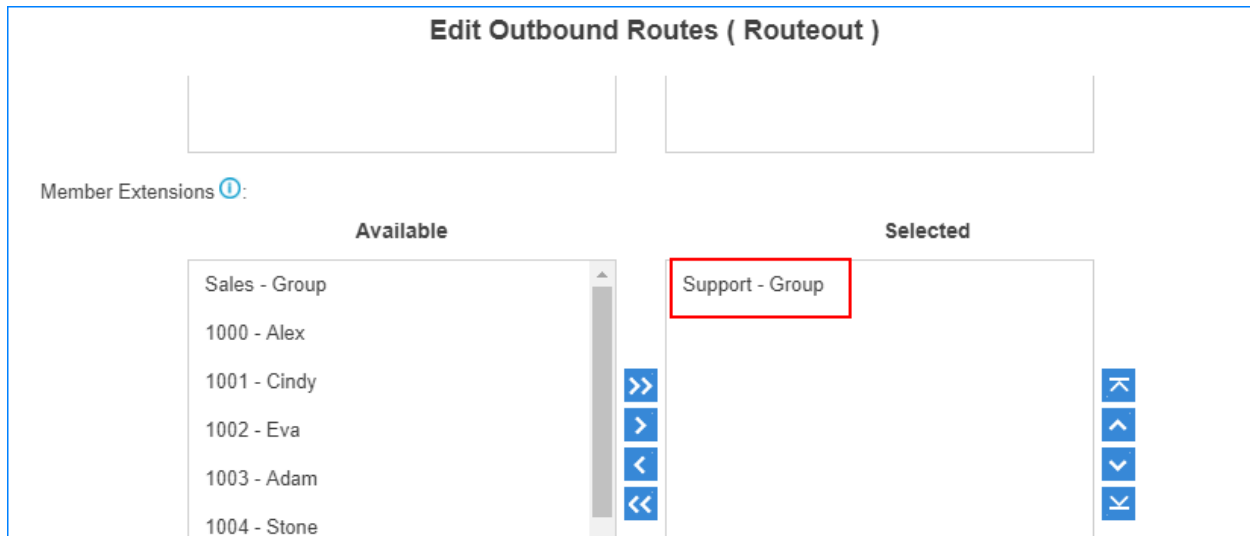 Edit Outbound Routes ( Routeout )
Member Extensions :
Available
Selected
Sales - Group
Support - Group
1000 - Alex
1001 - Cindy
1002 - Eva
1003 - Adam
1004 - Stone